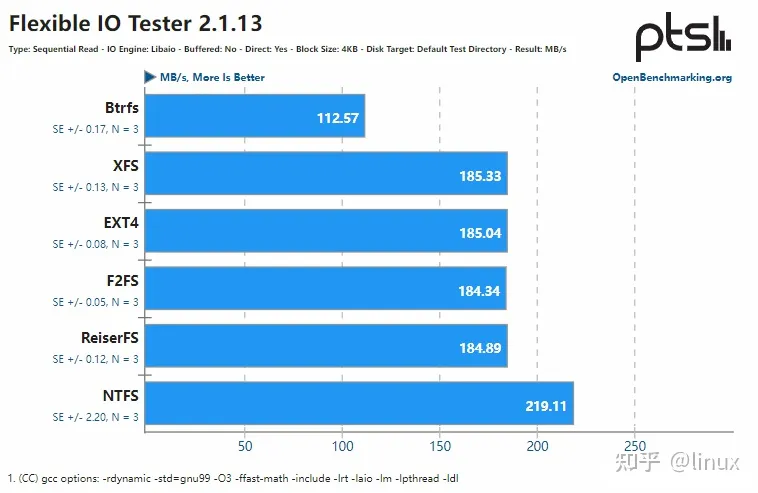 Flexible IO Tester 2.1.13
Type: Sequential Read - IO Engine: Libaio - Buffered: No - Direct: Yes - Block Size: 4KB - Disk Target: Default Test Directory - Result: MB/s
ptsl
MB/s, More Is Better
OpenBenchmarking.org
Btrfs
SE +/- 0.17, N = 3
112.57
XFS
SE +/- 0.13, N = 3
185.33
EXT4
SE +/- 0.08, N = 3
185.04
F2FS
SE +/- 0.05, N = 3
184.34
ReiserFS
SE +/- 0.12, N = 3
184.89
NTFS
SE +/- 2.20, N = 3
219.11
50 100 150 200 250
知乎 @linux
1. (CC) gcc options: -rdynamic -std=gnu99 -O3 -ffast-math -include -lrt -laio -lm -lpthread -ldl